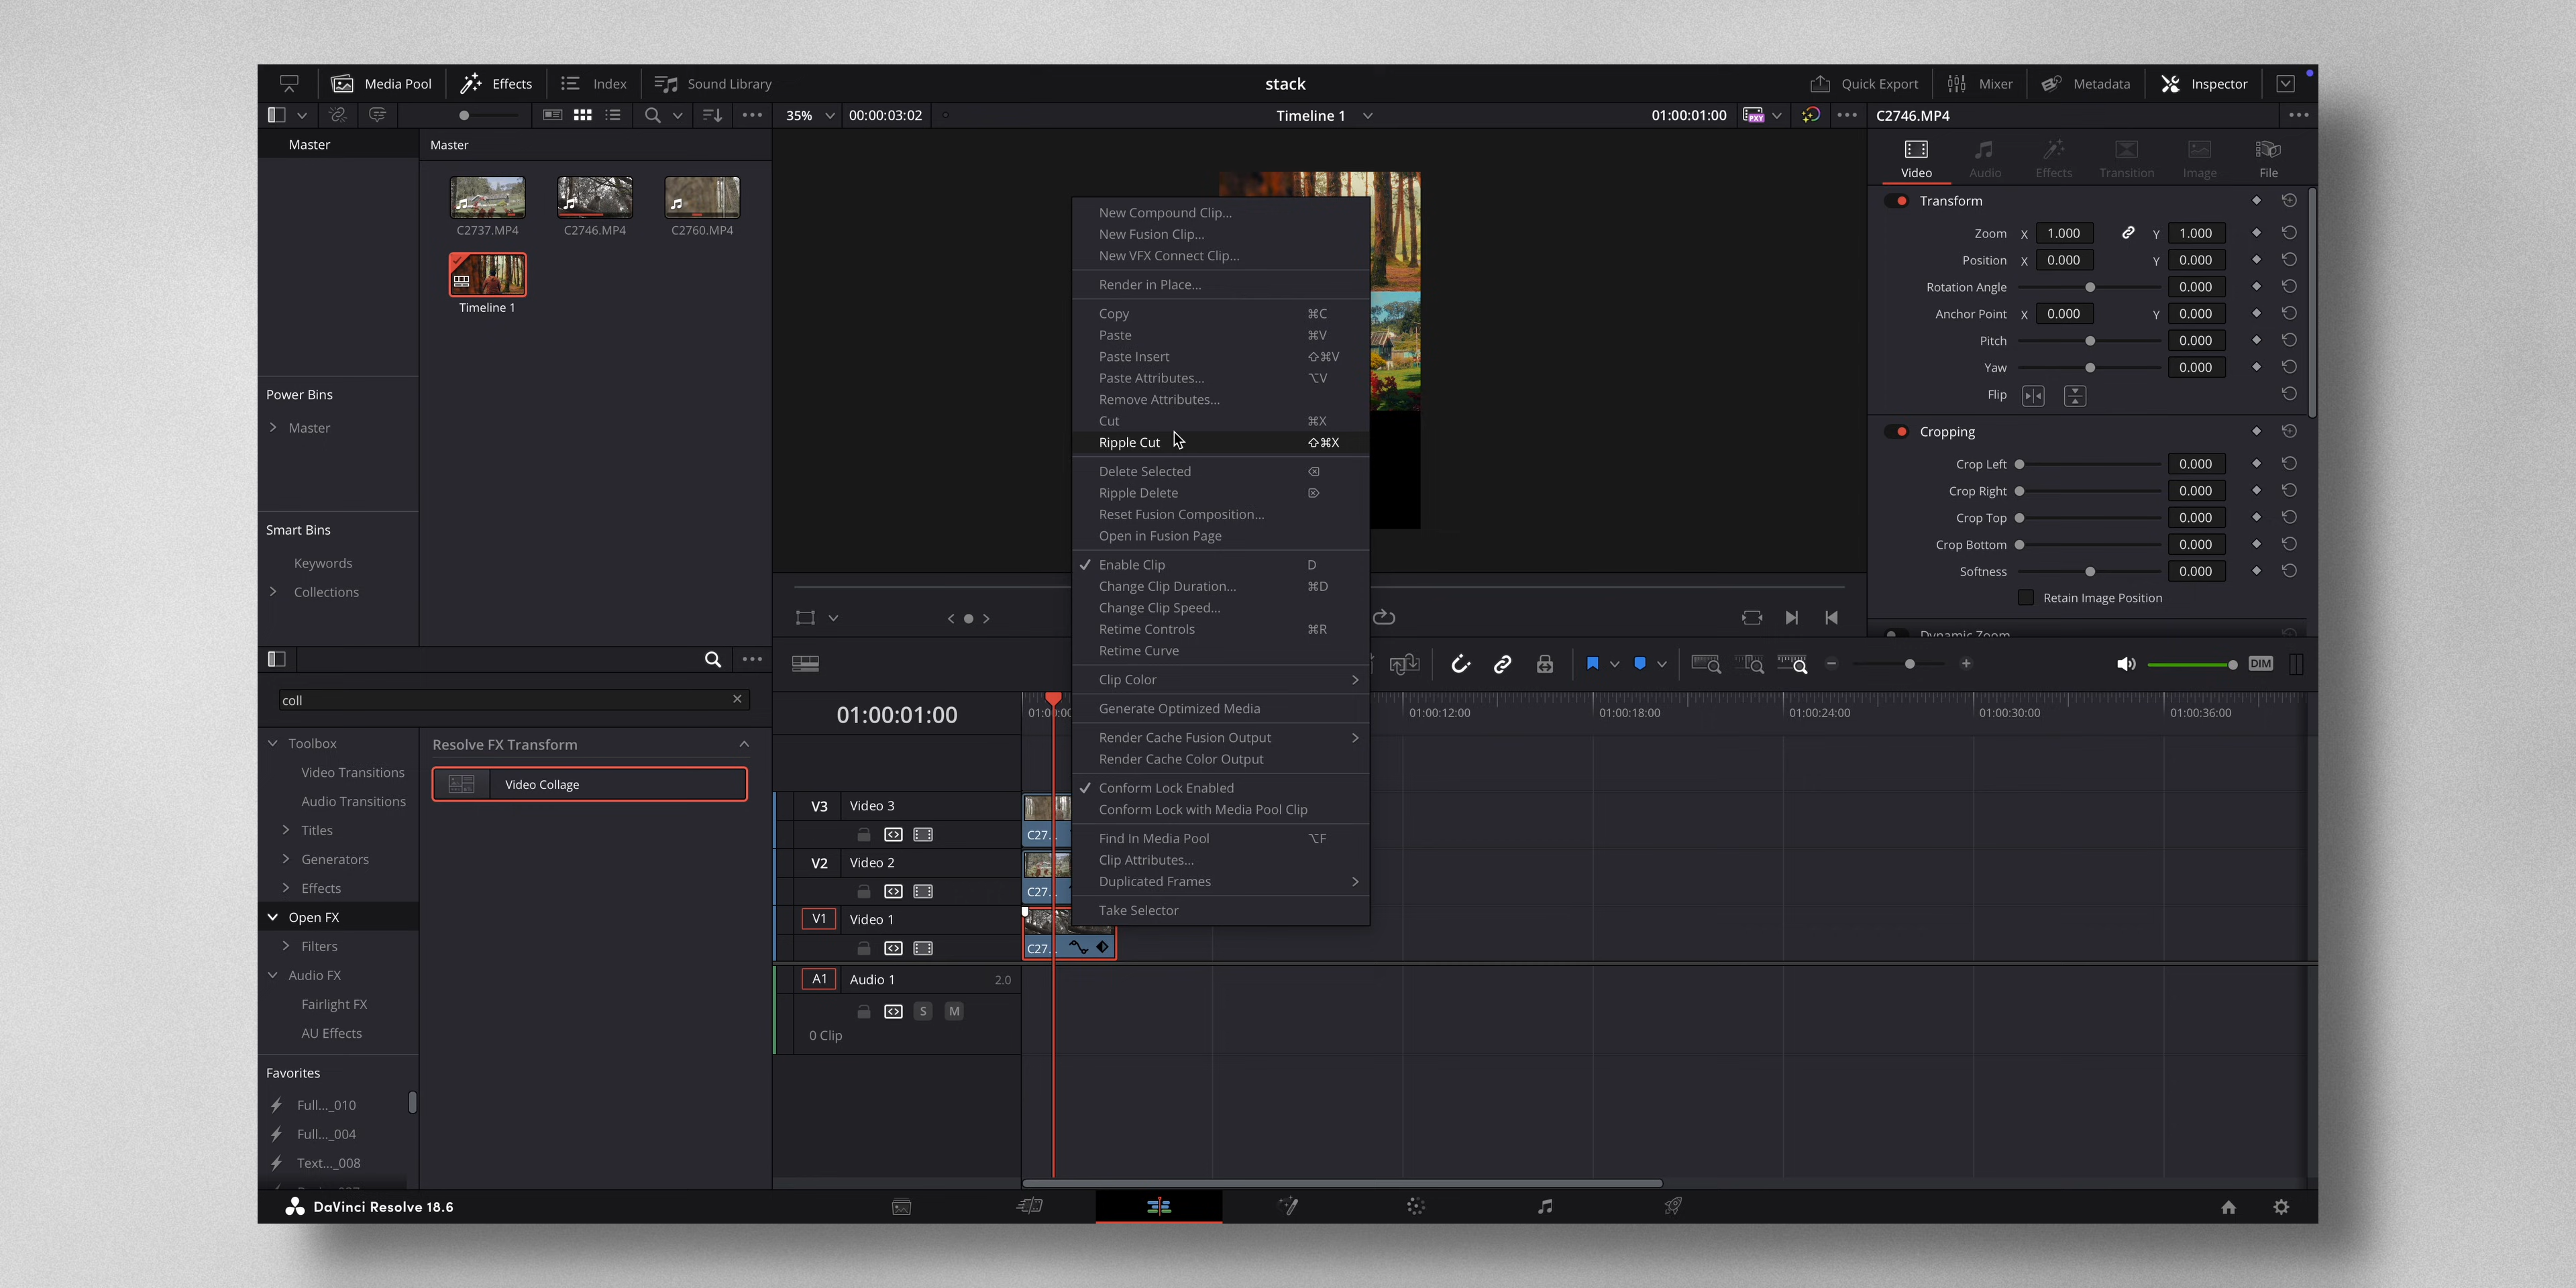 Media Pool
Effects
Index
Sound Library
stack
Quick Export
Mixer
Metadata
Inspector
35%
00:00:03:02
Timeline 1
01:00:01:00
PXY
C2746.MP4
Master
Master
C2737.MP4
C2746.MP4
C2760.MP4
Timeline 1
Power Bins
Master
Smart Bins
Keywords
Collections
New Compound Clip...
New Fusion Clip...
New VFX Connect Clip...
Render in Place...
Copy ⌘C
Paste ⌘V
Paste Insert ⇧⌘V
Paste Attributes... ⌥V
Remove Attributes...
Cut ⌘X
Ripple Cut ⇧⌘X
Delete Selected ⌫
Ripple Delete ⌦
Reset Fusion Composition...
Open in Fusion Page
✓ Enable Clip D
Change Clip Duration... ⌘D
Change Clip Speed...
Retime Controls ⌘R
Retime Curve
Clip Color
Generate Optimized Media
Render Cache Fusion Output
Render Cache Color Output
✓ Conform Lock Enabled
Conform Lock with Media Pool Clip
Find In Media Pool ⌥F
Clip Attributes...
Duplicated Frames
Take Selector
Video
Audio
Effects
Transition
Image
File
Transform
Zoom X 1.000 Y 1.000
Position X 0.000 Y 0.000
Rotation Angle 0.000
Anchor Point X 0.000 Y 0.000
Pitch 0.000
Yaw 0.000
Flip
Cropping
Crop Left 0.000
Crop Right 0.000
Crop Top 0.000
Crop Bottom 0.000
Softness 0.000
Retain Image Position
Dynamic Zoom
DIM
coll
Toolbox
Video Transitions
Audio Transitions
Titles
Generators
Effects
Open FX
Filters
Audio FX
Fairlight FX
AU Effects
Favorites
Full..._010
Full..._004
Text..._008
Resolve FX Transform
Video Collage
01:00:01:00
01:00:00
01:00:12:00
01:00:18:00
01:00:24:00
01:00:30:00
01:00:36:00
V3 Video 3
C27...
V2 Video 2
C27...
V1 Video 1
C27...
A1 Audio 1 2.0
S M
0 Clip
DaVinci Resolve 18.6